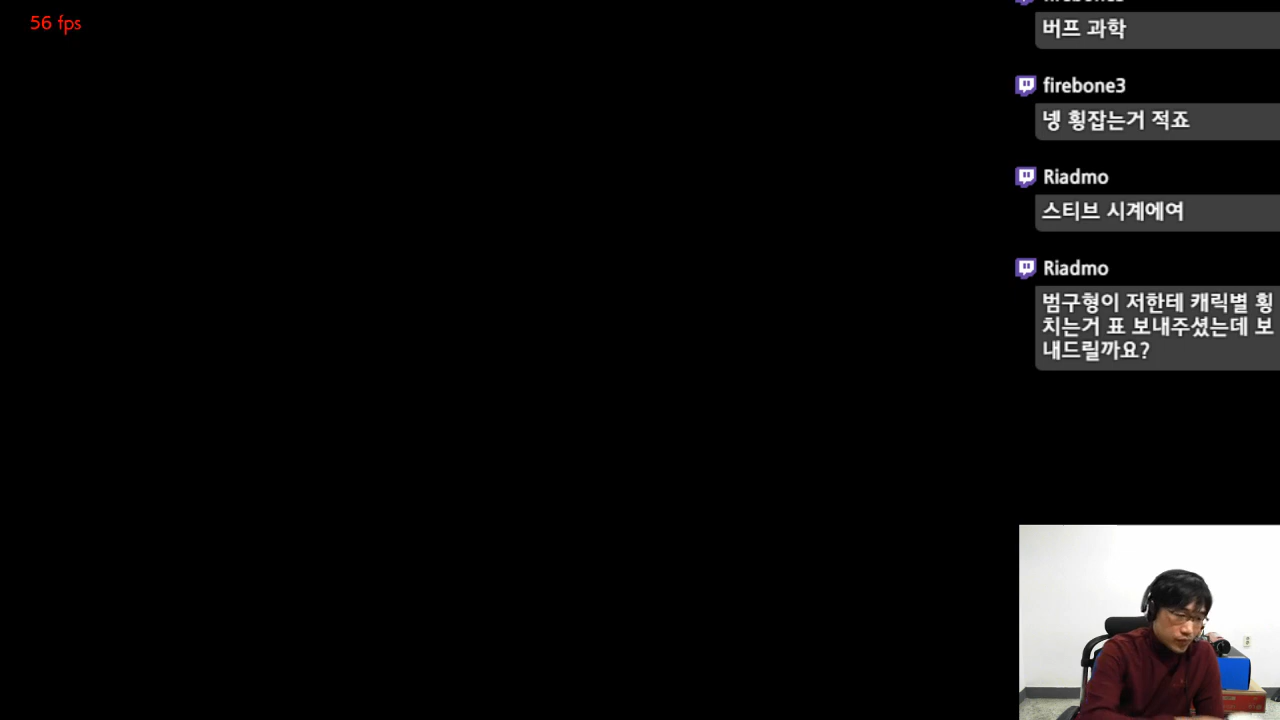 56 fps
버프 과학
firebone3
넹 횡잡는거 적죠
Riadmo
스티브 시계에여
Riadmo
범구형이 저한테 캐릭별 횡
치는거 표 보내주셨는데 보
내드릴까요?